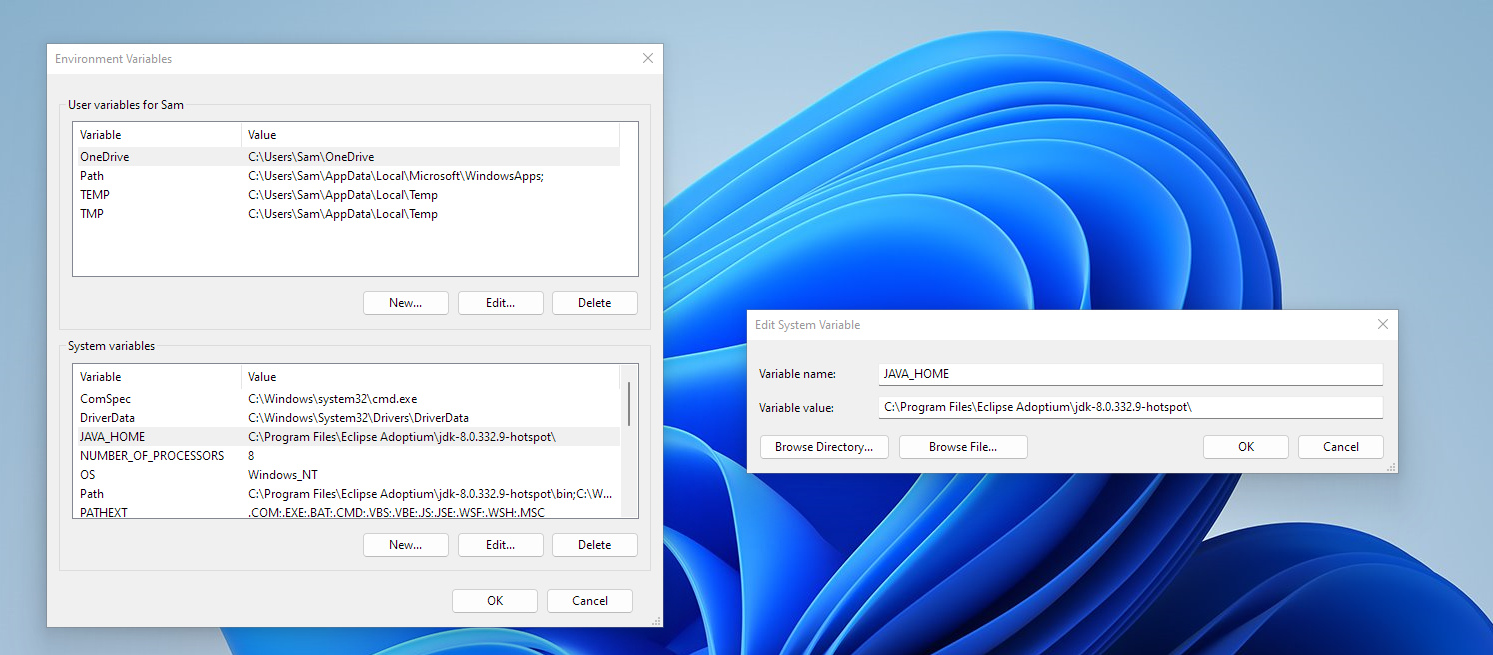 Environment Variables
User variables for Sam
Variable Value
OneDrive C:\Users\Sam\OneDrive
Path C:\Users\Sam\AppData\Local\Microsoft\WindowsApps;
TEMP C:\Users\Sam\AppData\Local\Temp
TMP C:\Users\Sam\AppData\Local\Temp
New... Edit... Delete
System variables
Variable Value
ComSpec C:\Windows\system32\cmd.exe
DriverData C:\Windows\System32\Drivers\DriverData
JAVA_HOME C:\Program Files\Eclipse Adoptium\jdk-8.0.332.9-hotspot\
NUMBER_OF_PROCESSORS 8
OS Windows_NT
Path C:\Program Files\Eclipse Adoptium\jdk-8.0.332.9-hotspot\bin;C:\W...
PATHEXT .COM;.EXE;.BAT;.CMD;.VBS;.VBE;.JS;.JSE;.WSF;.WSH;.MSC
New... Edit... Delete
OK Cancel
Edit System Variable
Variable name: JAVA_HOME
Variable value: C:\Program Files\Eclipse Adoptium\jdk-8.0.332.9-hotspot\
Browse Directory... Browse File... OK Cancel